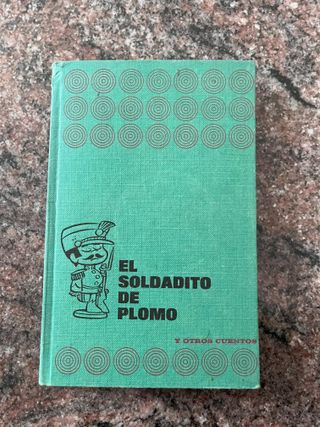 EL
SOLDADITO
DE
PLOMO
Y OTROS CUENTOS